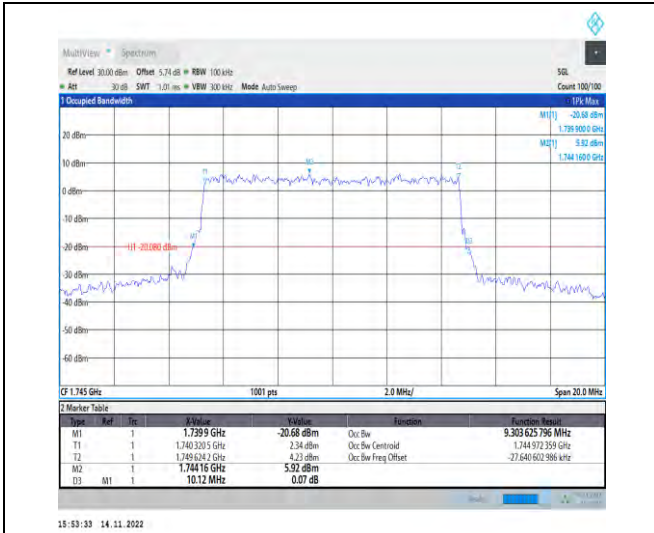 MultiView Spectrum
Ref Level 30.00 dBm Offset 5.74 dB RBW 100 kHz SGL
Att 30 dB SWT 1.01 ms VBW 300 kHz Mode Auto Sweep Count 100/100
1 Occupied Bandwidth 1Pk Max
M1[1] -20.68 dBm
1.739 900 0 GHz
M2[1] 5.92 dBm
1.744 160 0 GHz
20 dBm
10 dBm
M2
T1
T2
0 dBm
-10 dBm
M1
D3
-20 dBm H1 -20.080 dBm
-30 dBm
-40 dBm
-50 dBm
-60 dBm
CF 1.745 GHz 1001 pts 2.0 MHz/ Span 20.0 MHz
2 Marker Table
Type Ref Trc X-Value Y-Value Function Function Result
M1 1 1.7399 GHz -20.68 dBm Occ Bw 9.303 625 796 MHz
T1 1 1.740 320 5 GHz 2.34 dBm Occ Bw Centroid 1.744 972 359 GHz
T2 1 1.749 624 2 GHz 4.23 dBm Occ Bw Freq Offset -27.640 602 986 kHz
M2 1 1.744 16 GHz 5.92 dBm
D3 M1 1 10.12 MHz 0.07 dB
15:53:33 14.11.2022